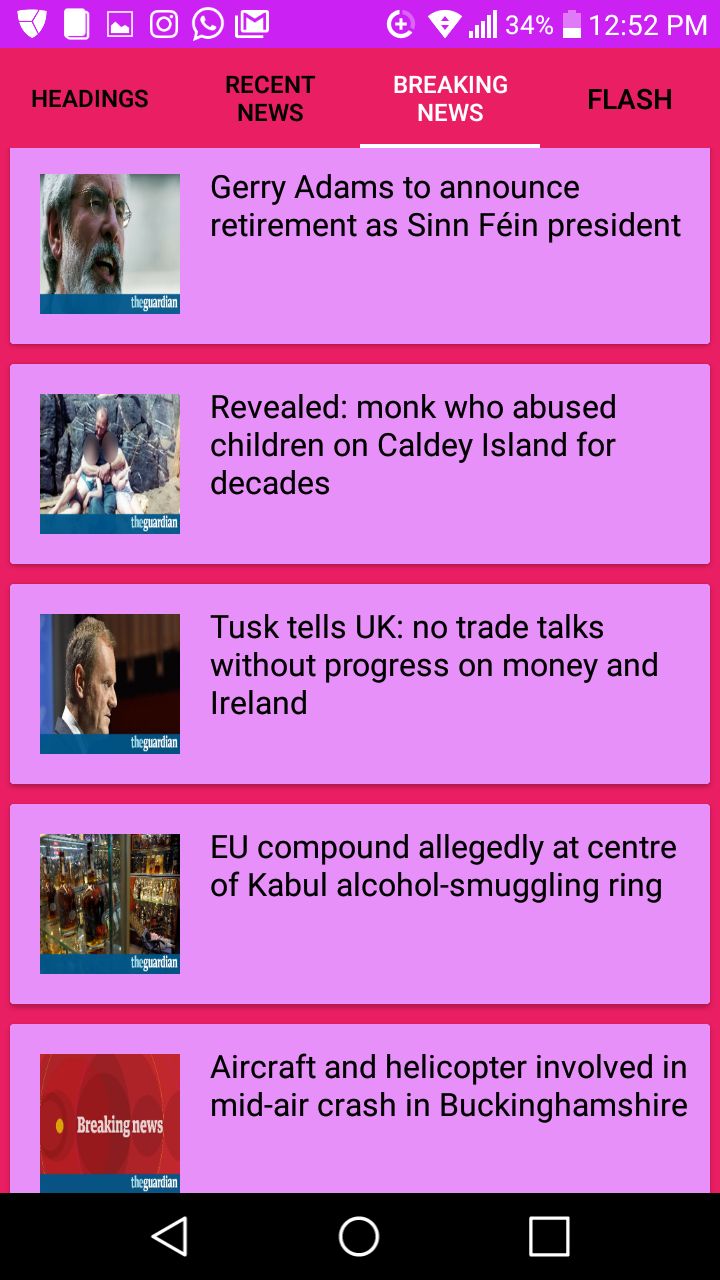 34% 12:52 PM
HEADINGS
RECENT
NEWS
BREAKING
NEWS
FLASH
Gerry Adams to announce
retirement as Sinn Féin president
theguardian
Revealed: monk who abused
children on Caldey Island for
decades
theguardian
Tusk tells UK: no trade talks
without progress on money and
Ireland
theguardian
EU compound allegedly at centre
of Kabul alcohol-smuggling ring
theguardian
Aircraft and helicopter involved in
mid-air crash in Buckinghamshire
Breaking news
theguardian